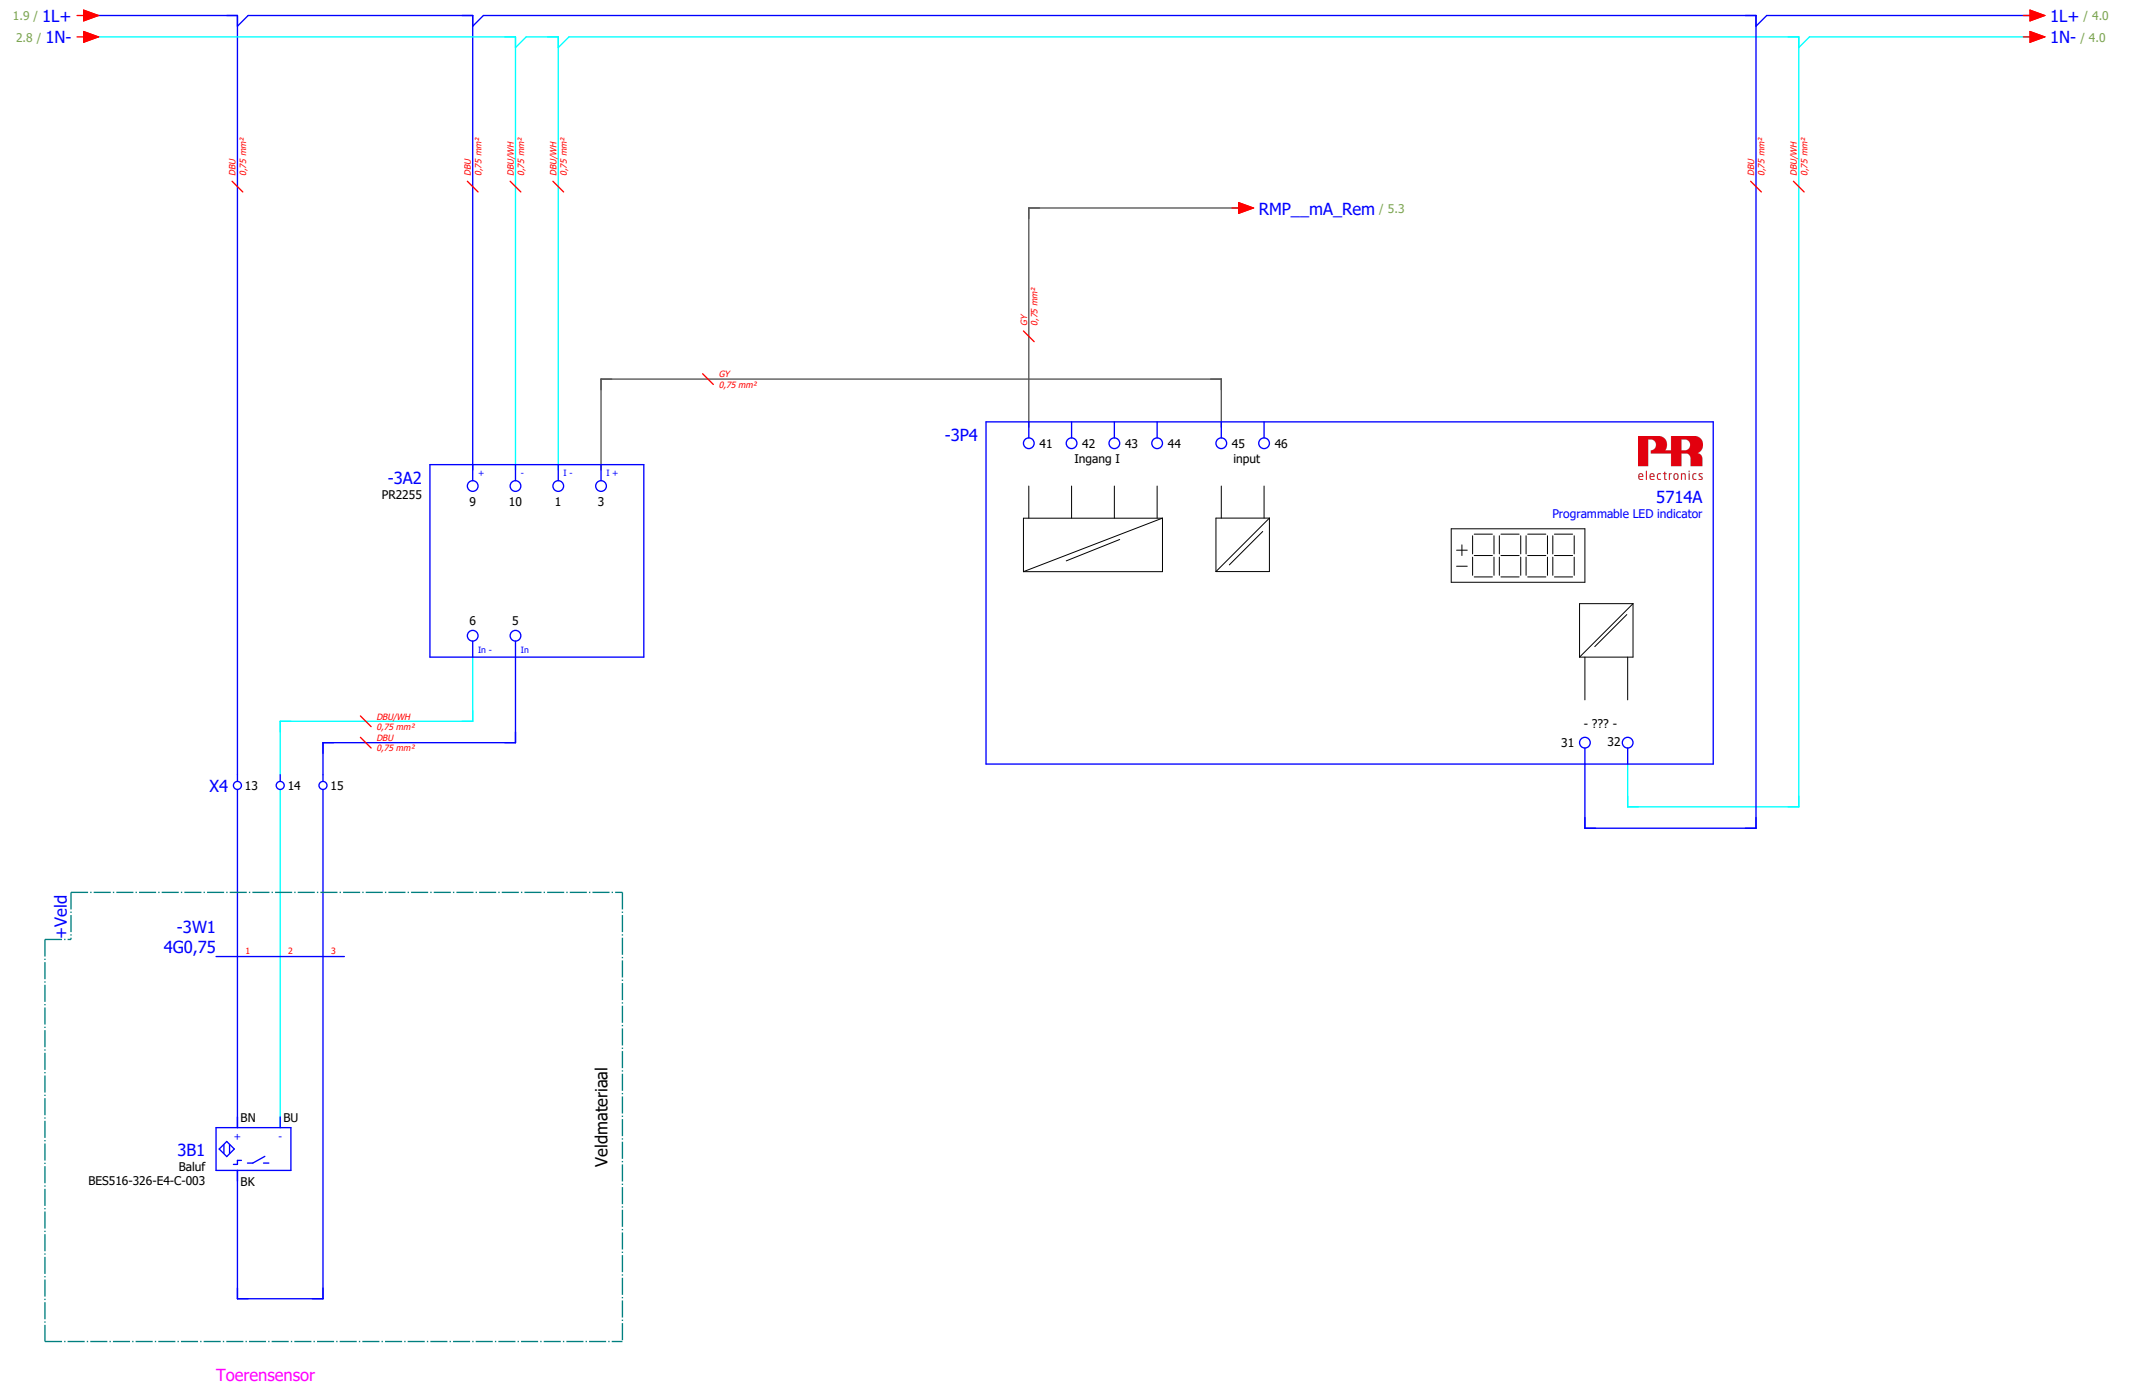 1.9 / 1L+
1L+ / 4.0
2.8 / 1N-
1N- / 4.0
DBU
0,75 mm²
DBU
0,75 mm²
DBU/WH
0,75 mm²
DBU/WH
0,75 mm²
DBU
0,75 mm²
DBU/WH
0,75 mm²
RMP__mA_Rem / 5.3
GY
0,75 mm²
GY
0,75 mm²
-3P4
41 42 43 44 45 46
Ingang I input
PR
electronics
5714A
Programmable LED indicator
+
-
- ??? -
31 32
-3A2
PR2255
+ - I - I +
9 10 1 3
6 5
In - In
DBU/WH
0,75 mm²
DBU
0,75 mm²
X4 13 14 15
+Veld
-3W1
4G0,75
1 2 3
Veldmateriaal
BN BU
+ -
3B1
Baluf
BES516-326-E4-C-003
BK
Toerensensor